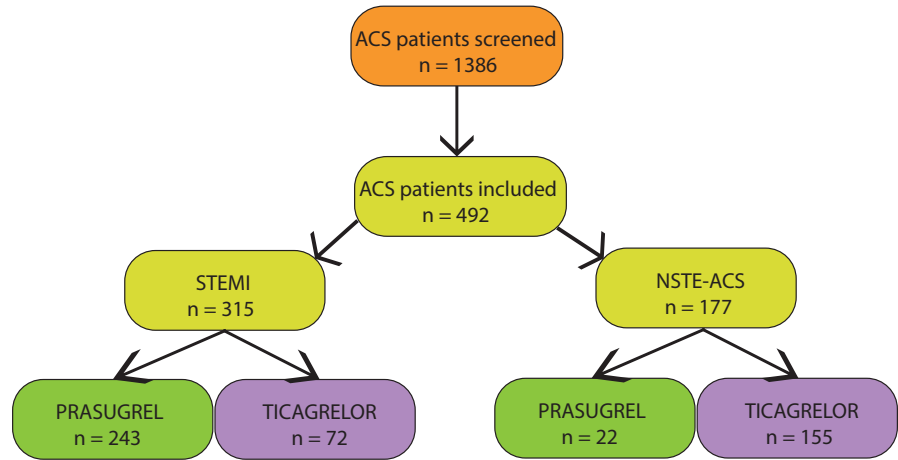 ACS patients screened
n = 1386
ACS patients included
n = 492
STEMI
n = 315
NSTE-ACS
n = 177
PRASUGREL
n = 243
TICAGRELOR
n = 72
PRASUGREL
n = 22
TICAGRELOR
n = 155